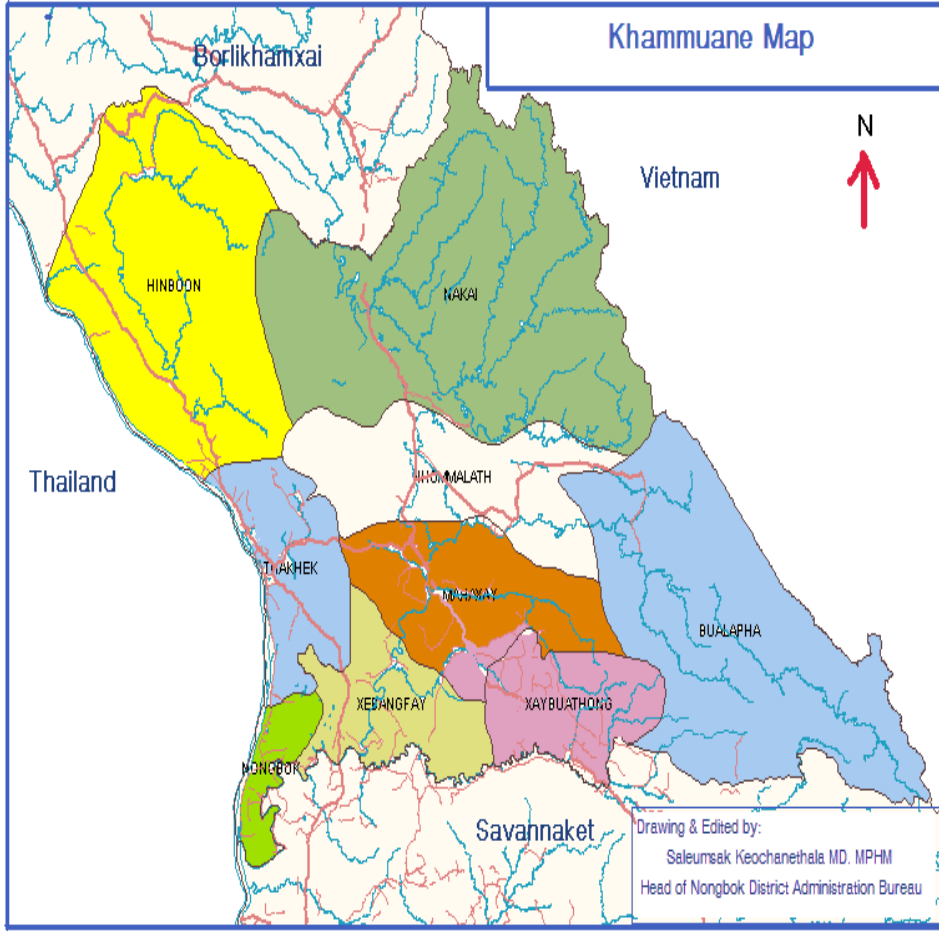 Khammuane Map
Borlikhamxai
N
Vietnam
HINBOON
NAKAI
Thailand
KHOMMALATH
THAKHEK
MAHAXAY
BUALAPHA
XEBANGFAY
XAYBUATHONG
NONGBOK
Savannaket
Drawing & Edited by:
Saleumsak Keochanethala MD. MPHM
Head of Nongbok District Administration Bureau